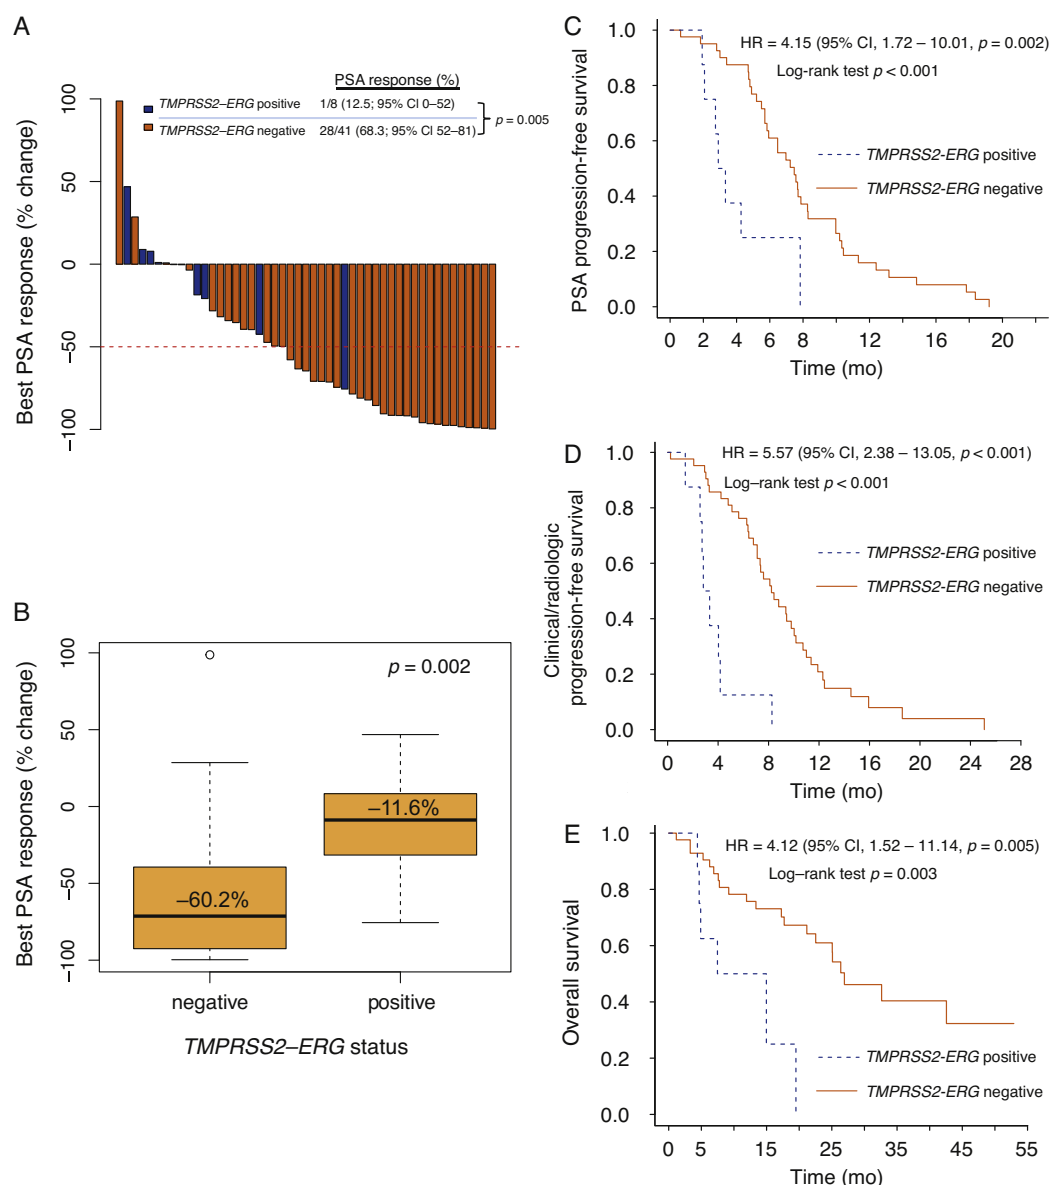 A
PSA response (%)
TMPRSS2–ERG positive 1/8 (12.5; 95% CI 0–52)
TMPRSS2–ERG negative 28/41 (68.3; 95% CI 52–81)
p = 0.005
Best PSA response (% change)
100
50
0
−50
−100
B
p = 0.002
Best PSA response (% change)
100
50
0
−50
−100
−60.2%
−11.6%
negative positive
TMPRSS2–ERG status
C
HR = 4.15 (95% CI, 1.72 – 10.01, p = 0.002)
Log-rank test p < 0.001
TMPRSS2-ERG positive
TMPRSS2-ERG negative
PSA progression-free survival
1.0
0.8
0.6
0.4
0.2
0.0
0 2 4 6 8 10 12 16 20
Time (mo)
D
HR = 5.57 (95% CI, 2.38 – 13.05, p < 0.001)
Log–rank test p < 0.001
TMPRSS2-ERG positive
TMPRSS2-ERG negative
Clinical/radiologic
progression-free survival
1.0
0.8
0.6
0.4
0.2
0.0
0 4 8 12 16 20 24 28
Time (mo)
E
HR = 4.12 (95% CI, 1.52 – 11.14, p = 0.005)
Log–rank test p = 0.003
TMPRSS2-ERG positive
TMPRSS2-ERG negative
Overall survival
1.0
0.8
0.6
0.4
0.2
0.0
0 5 15 25 35 45 55
Time (mo)